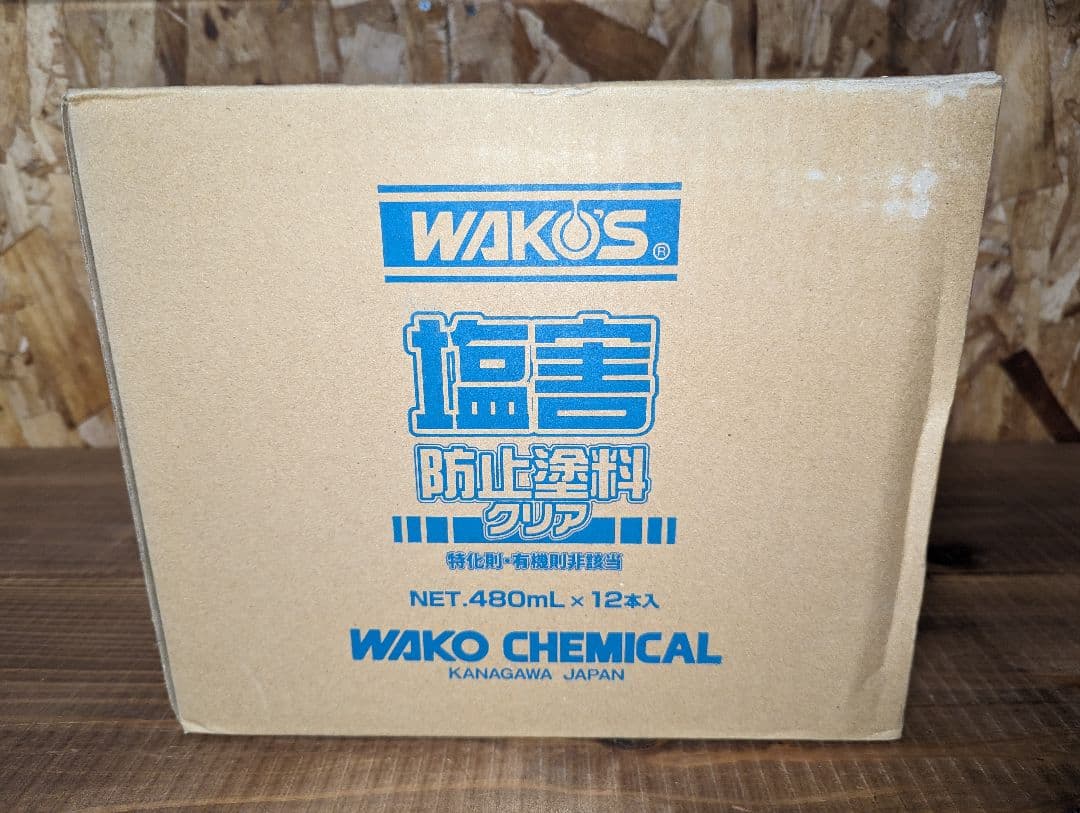 WAKO'S®
塩害
防止塗料
クリア
特化則・有機則非該当
NET.480mL × 12本入
WAKO CHEMICAL
KANAGAWA JAPAN